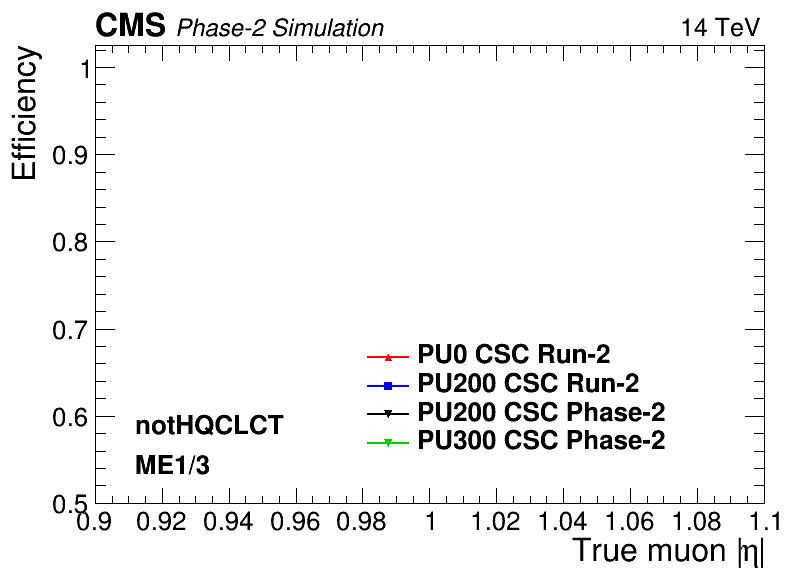 CMS Phase-2 Simulation 14 TeV
Efficiency
1
0.9
0.8
0.7
0.6
0.5
PU0 CSC Run-2
PU200 CSC Run-2
PU200 CSC Phase-2
PU300 CSC Phase-2
notHQCLCT
ME1/3
0.9 0.92 0.94 0.96 0.98 1 1.02 1.04 1.06 1.08 1.1
True muon |η|